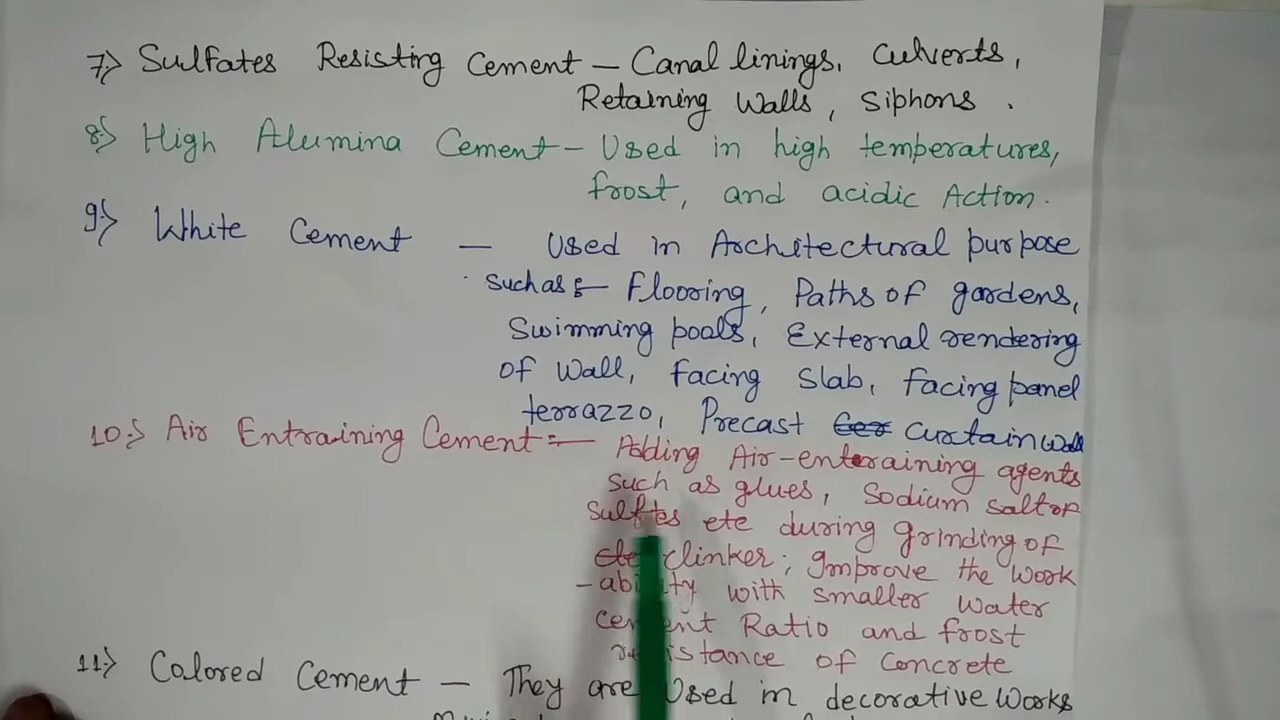 7) Sulfates Resisting Cement – Canal linings, Culverts,
Retaining Walls, Siphons.
8) High Alumina Cement – Used in high temperatures,
frost, and acidic Action.
9) White Cement – Used in Architectural purpose
such as :– Flooring, Paths of gardens,
Swimming pools, External rendering
of wall, facing slab, facing panel
terrazzo, Precast curtain wall
10) Air Entraining Cement :– Adding Air-enteraining agents
such as glues, Sodium salt of
Sulftes ete during grinding of
clinker; Improve the work
-ability with smaller water
cement Ratio and frost
resistance of Concrete
11) Colored Cement – They are Used in decorative Works